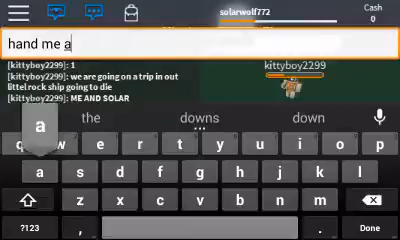 solarwolf772
Cash
0
hand me a
[kittyboy2299]: 1
[kittyboy2299]: we are going on a trip in out
littel rock ship going to die
[kittyboy2299]: ME AND SOLAR
kittyboy2299
a
the downs down
q w e r t y u i o p
a s d f g h j k l
z x c v b n m
?123 , . Done